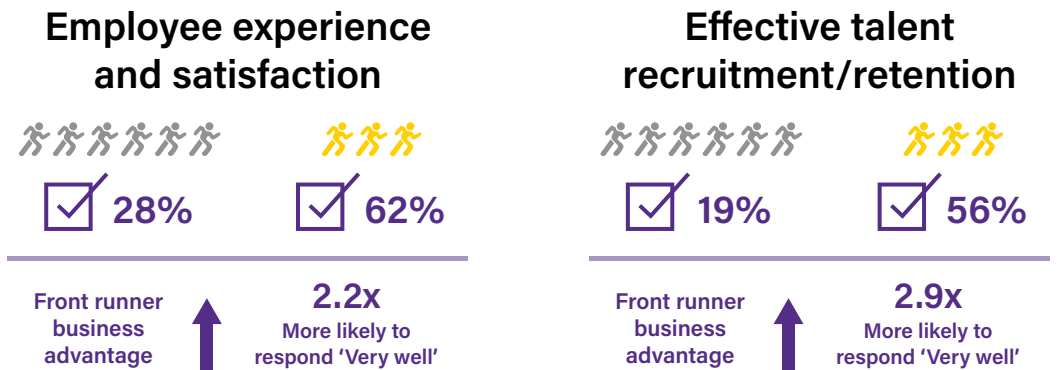 Employee experience
and satisfaction
28%
62%
Front runner
business
advantage
2.2x
More likely to
respond ‘Very well’
Effective talent
recruitment/retention
19%
56%
Front runner
business
advantage
2.9x
More likely to
respond ‘Very well’